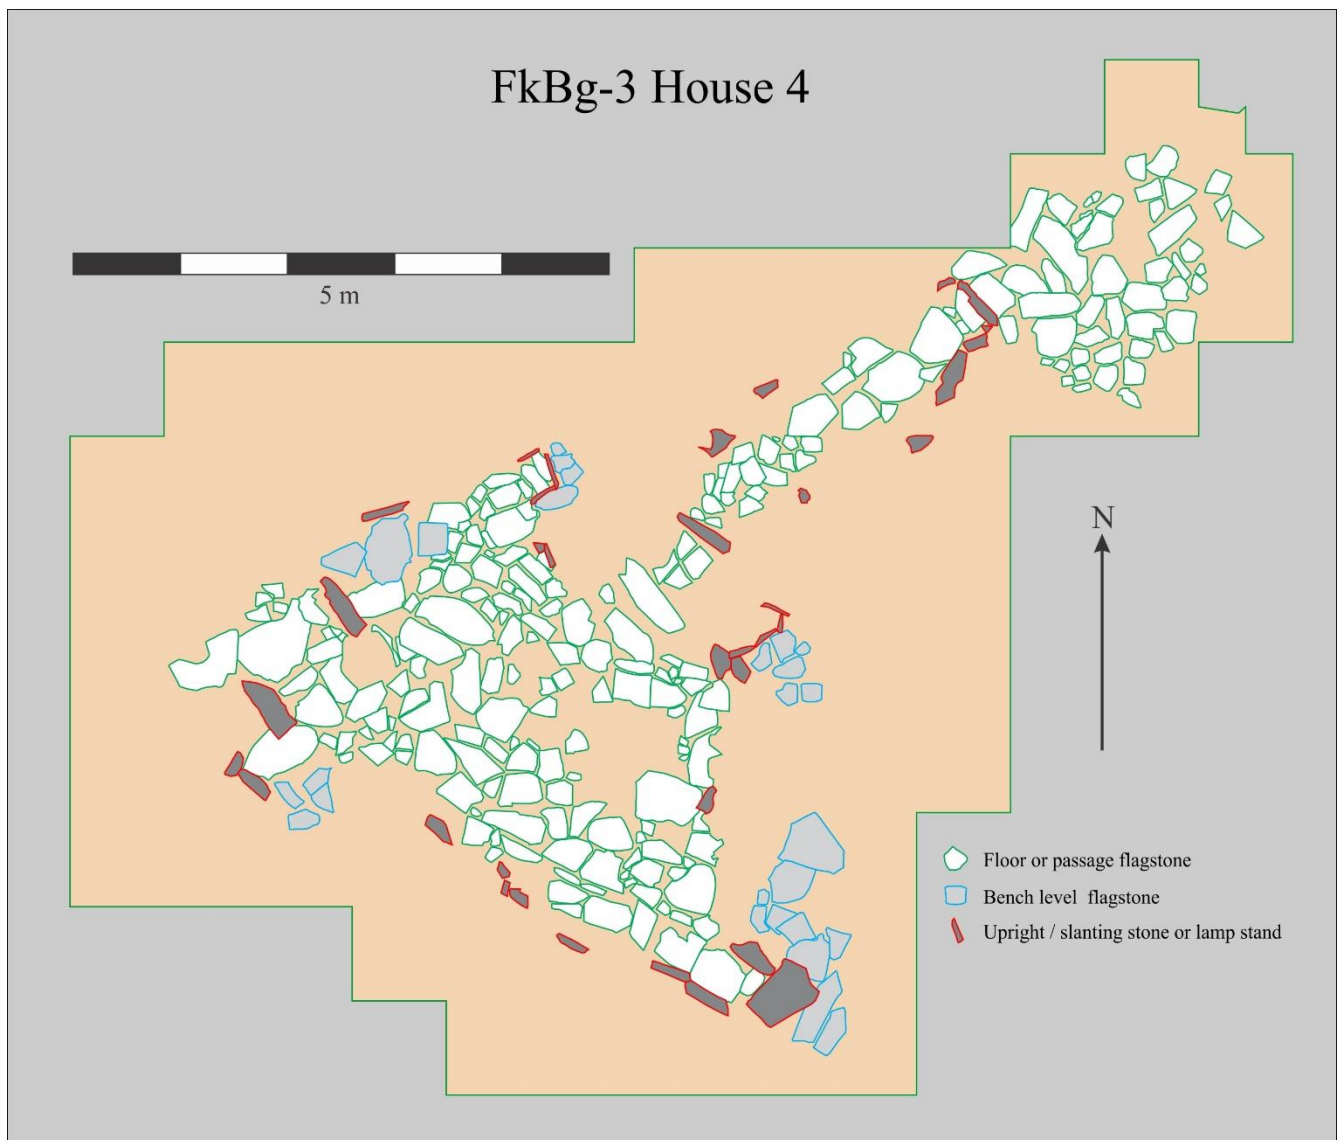 FkBg-3 House 4
5 m
N
Floor or passage flagstone
Bench level flagstone
Upright / slanting stone or lamp stand